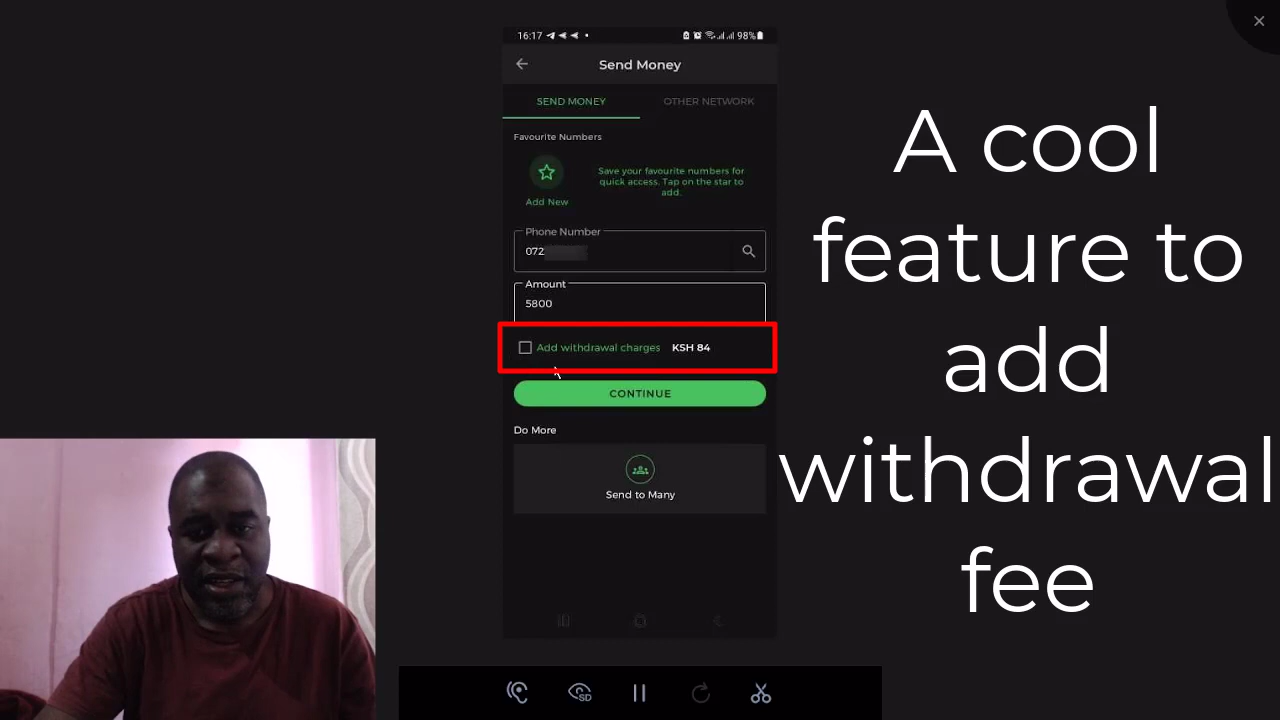 16:17
98%
Send Money
SEND MONEY
OTHER NETWORK
Favourite Numbers
Save your favourite numbers for
quick access. Tap on the star to
add.
Add New
Phone Number
072
Amount
5800
Add withdrawal charges KSH 84
CONTINUE
Do More
Send to Many
A cool
feature to
add
withdrawal
fee
SD